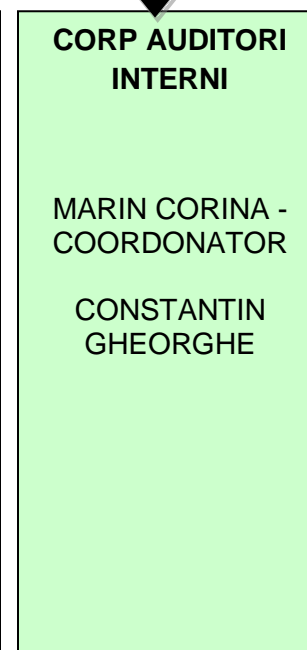 CORP AUDITORI
INTERNI
MARIN CORINA -
COORDONATOR
CONSTANTIN
GHEORGHE